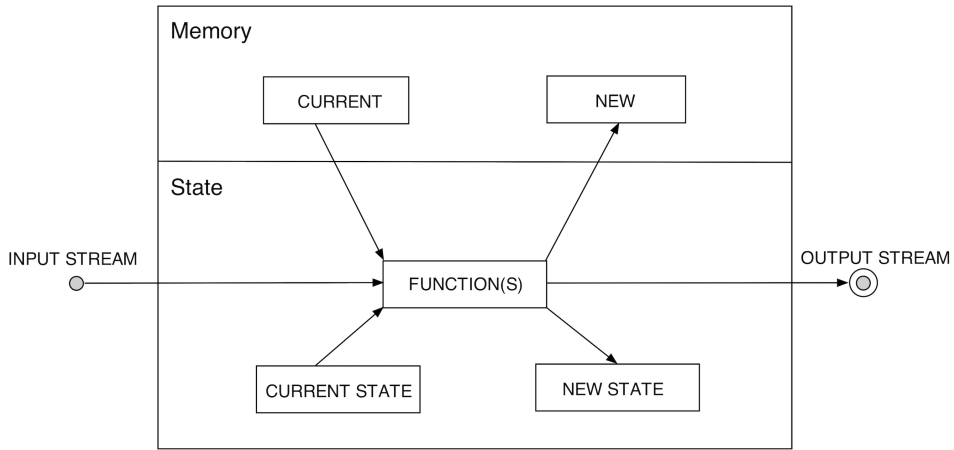 Memory
CURRENT
NEW
State
INPUT STREAM
OUTPUT STREAM
FUNCTION(S)
CURRENT STATE
NEW STATE